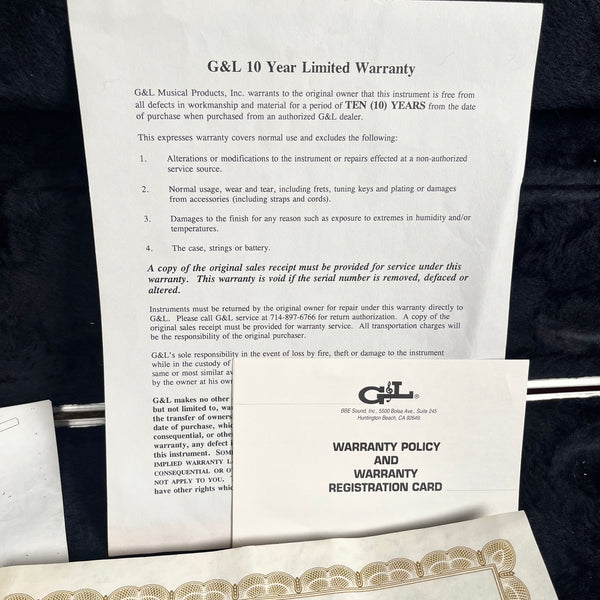 G&L 10 Year Limited Warranty
G&L Musical Products, Inc. warrants to the original owner that this instrument is free from
all defects in workmanship and material for a period of TEN (10) YEARS from the date
of purchase when purchased from an authorized G&L dealer.
This expresses warranty covers normal use and excludes the following:
1. Alterations or modifications to the instrument or repairs effected at a non-authorized
service source.
2. Normal usage, wear and tear, including frets, tuning keys and plating or damages
from accessories (including straps and cords).
3. Damages to the finish for any reason such as exposure to extremes in humidity and/or
temperatures.
4. The case, strings or battery.
A copy of the original sales receipt must be provided for service under this
warranty. This warranty is void if the serial number is removed, defaced or
altered.
Instruments must be returned by the original owner for repair under this warranty directly to
G&L. Please call G&L service at 714-897-6766 for return authorization. A copy of the
original sales receipt must be provided for warranty service. All transportation charges will
be the responsibility of the original purchaser.
G&L's sole responsibility in the event of loss by fire, theft or damage to the instrument
while in the custody of
same or most similar
by the owner at his
G&L makes no other
but not limited to,
the transfer of
date of purchase,
consequential, or
warranty, any defect
this instrument.
IMPLIED WARRANTY
CONSEQUENTIAL OR
NOT APPLY TO YOU.
have other rights
G&L®
BBE Sound, Inc., 5500 Bolsa Ave., Suite 245
Huntington Beach, CA 92649
WARRANTY POLICY
AND
WARRANTY
REGISTRATION CARD